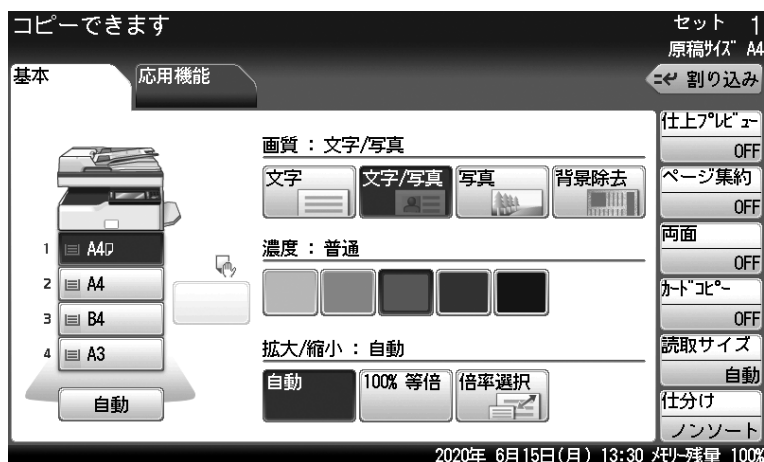 コピーできます
セット 1
原稿サイズ A4
基本
応用機能
割り込み
画質 : 文字/写真
文字
文字/写真
写真
背景除去
濃度 : 普通
拡大/縮小 : 自動
自動
100% 等倍
倍率選択
1 A4
2 A4
3 B4
4 A3
自動
仕上プレビュー
OFF
ページ集約
OFF
両面
OFF
カードコピー
OFF
読取サイズ
自動
仕分け
ノンソート
2020年 6月15日(月) 13:30 メモリー残量 100%